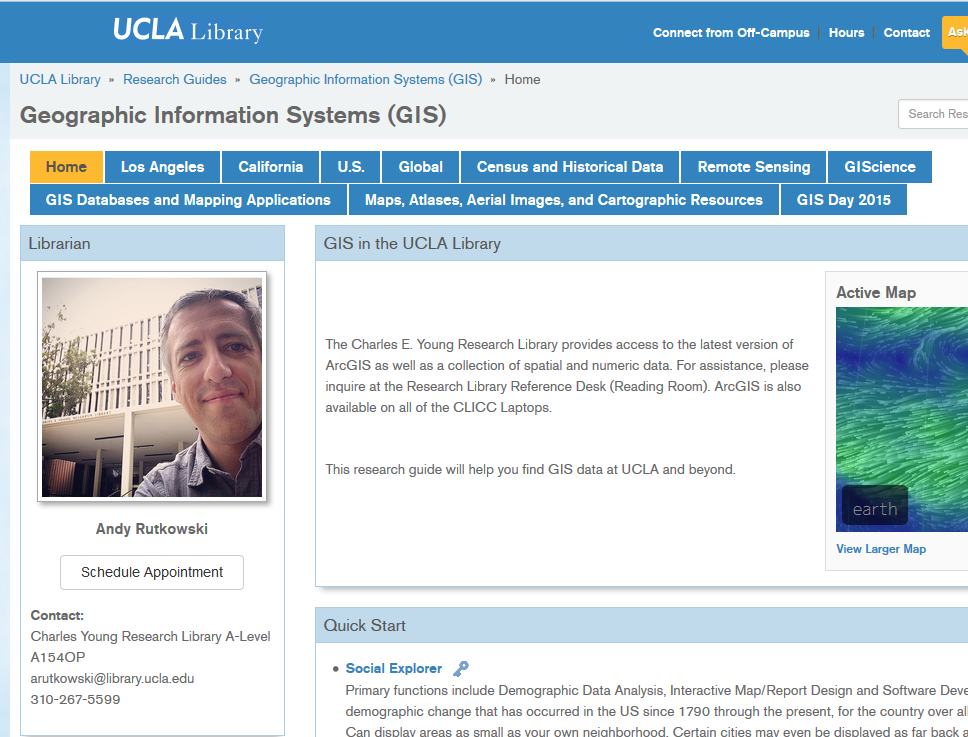 UCLA Library
Connect from Off-Campus | Hours | Contact
Ask
UCLA Library » Research Guides » Geographic Information Systems (GIS) » Home
Geographic Information Systems (GIS)
Search Res
Home Los Angeles California U.S. Global Census and Historical Data Remote Sensing GIScience
GIS Databases and Mapping Applications Maps, Atlases, Aerial Images, and Cartographic Resources GIS Day 2015
Librarian
Andy Rutkowski
Schedule Appointment
Contact:
Charles Young Research Library A-Level
A154OP
arutkowski@library.ucla.edu
310-267-5599
GIS in the UCLA Library
The Charles E. Young Research Library provides access to the latest version of
ArcGIS as well as a collection of spatial and numeric data. For assistance, please
inquire at the Research Library Reference Desk (Reading Room). ArcGIS is also
available on all of the CLICC Laptops.
This research guide will help you find GIS data at UCLA and beyond.
Active Map
earth
View Larger Map
Quick Start
Social Explorer
Primary functions include Demographic Data Analysis, Interactive Map/Report Design and Software Deve
demographic change that has occurred in the US since 1790 through the present, for the country over al
Can display areas as small as your own neighborhood. Certain cities may even be displayed as far back a